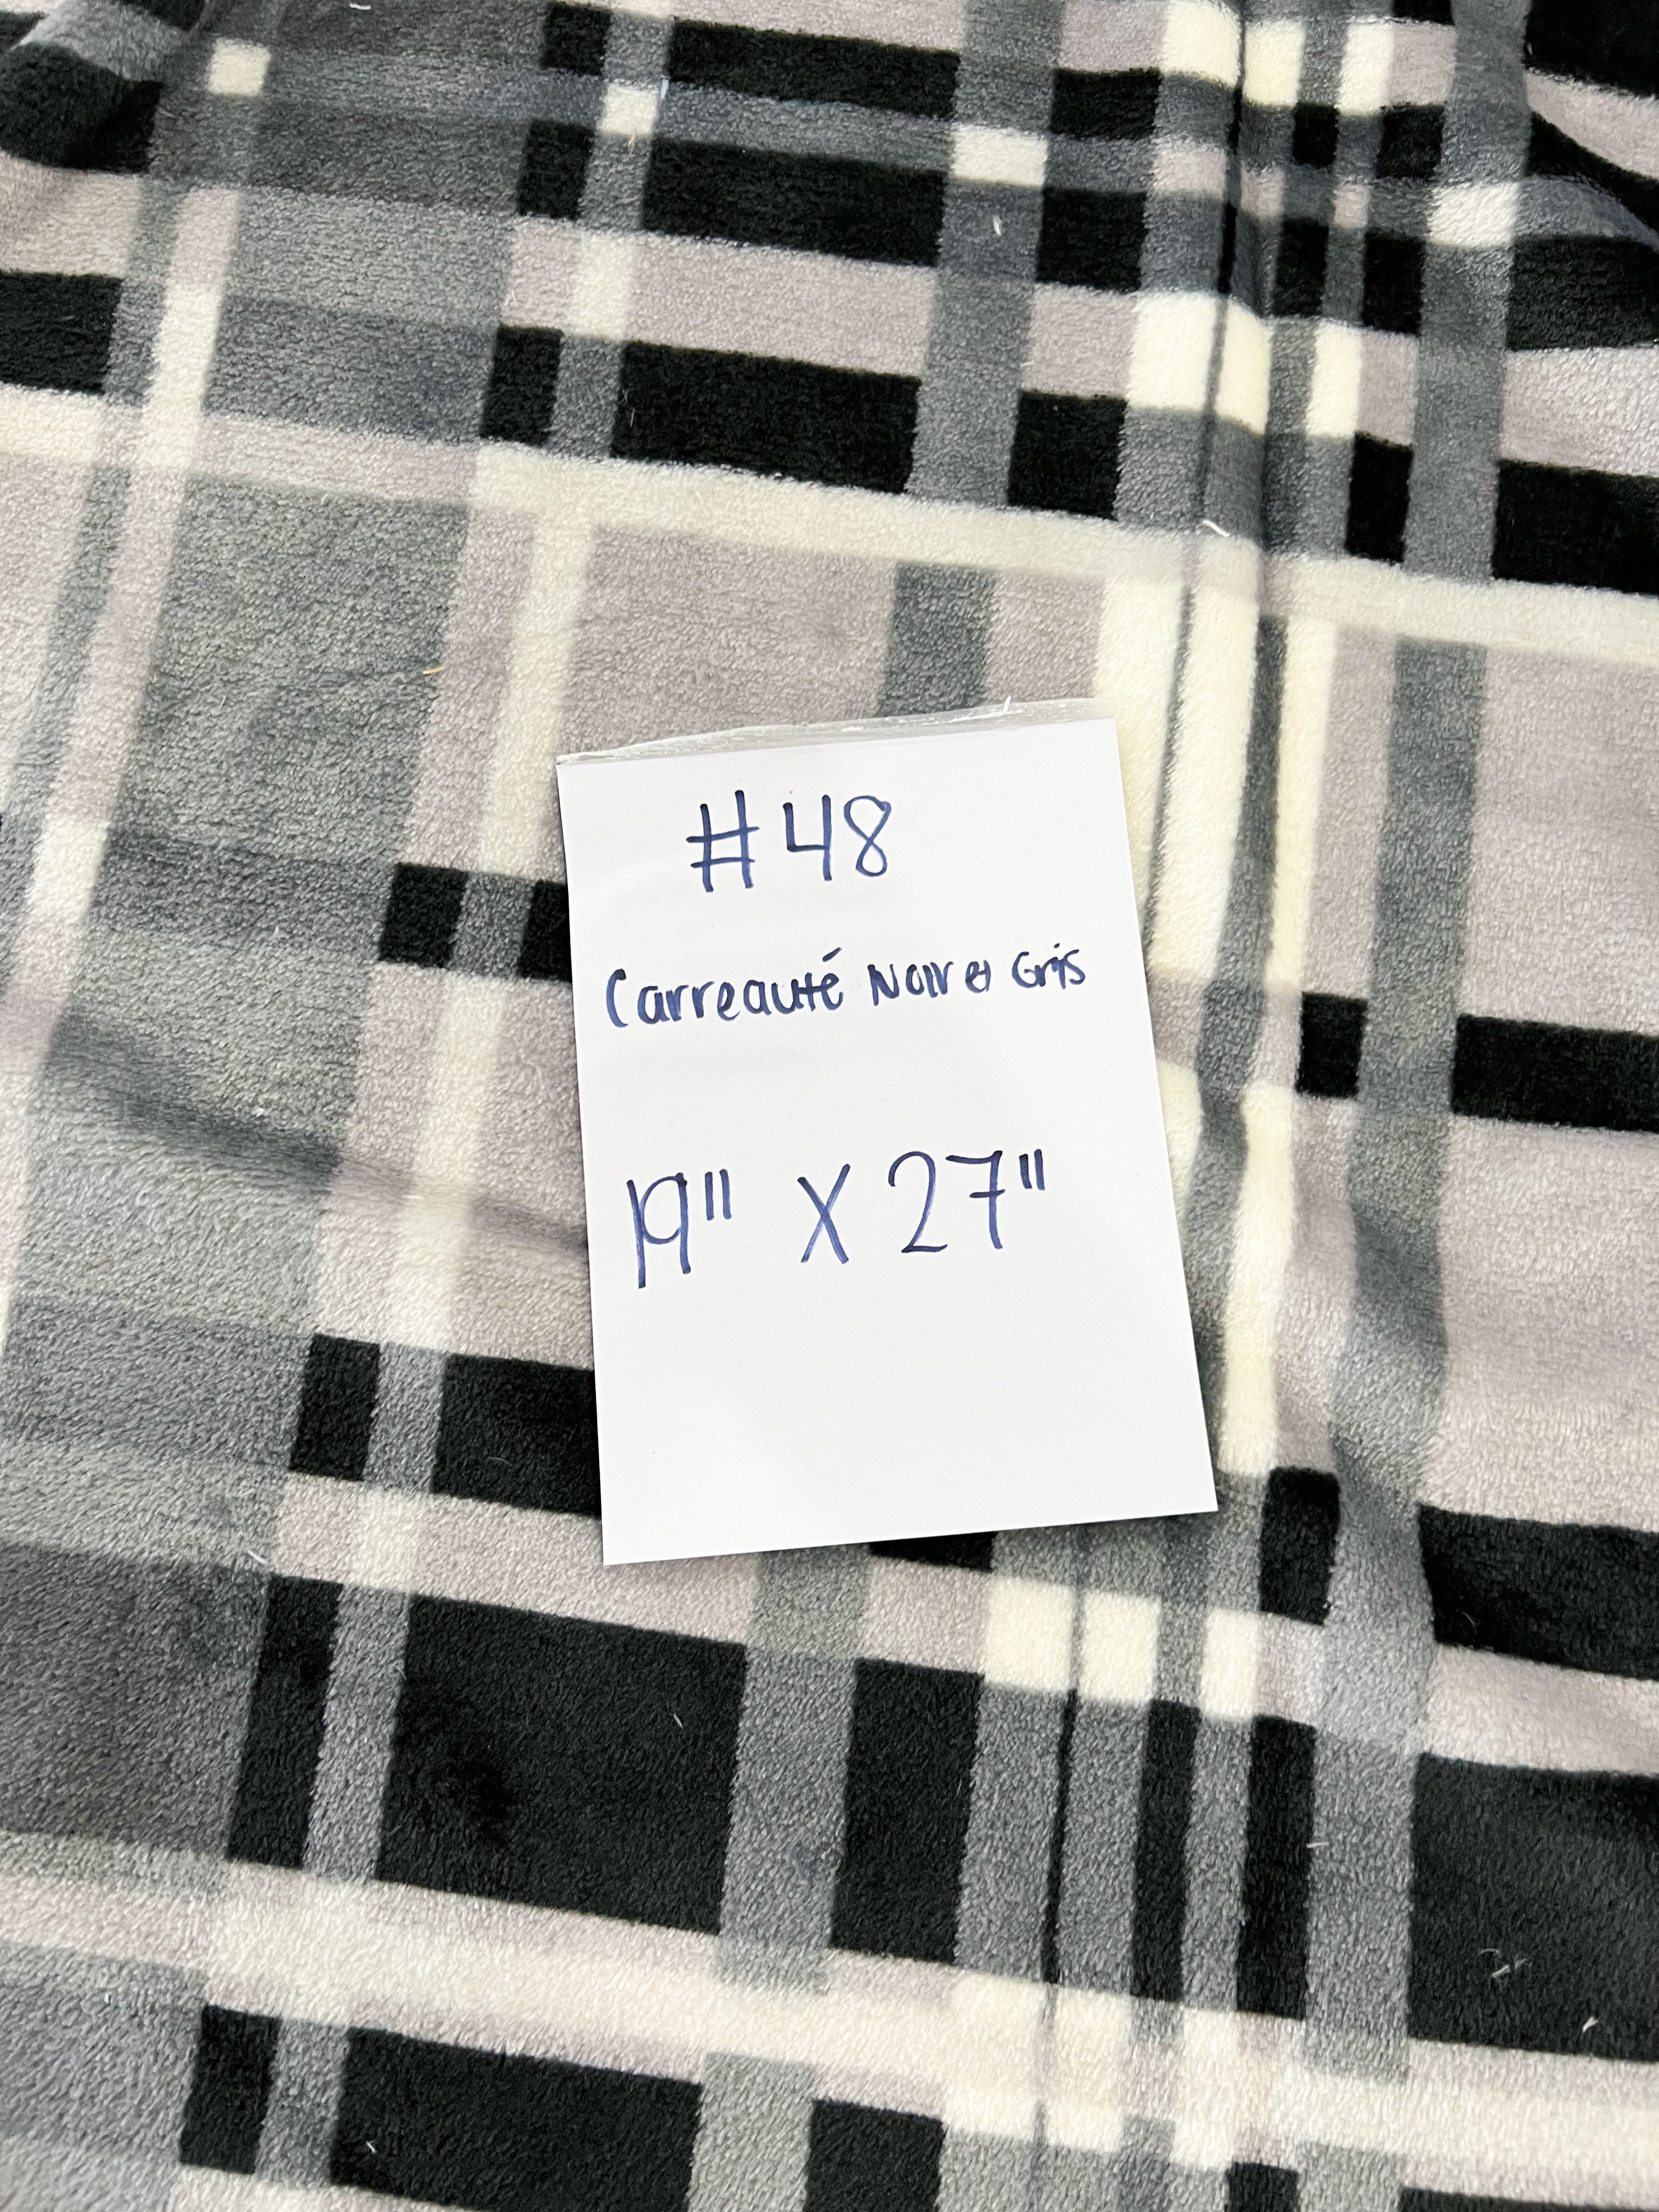 #48
Carreauté Noir et Gris
19" X 27"